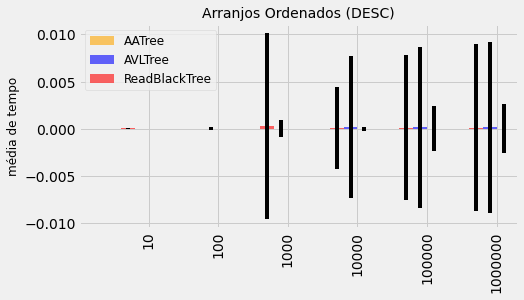 Arranjos Ordenados (DESC)
média de tempo
0.010
0.005
0.000
−0.005
−0.010
AATree
AVLTree
ReadBlackTree
10
100
1000
10000
100000
1000000